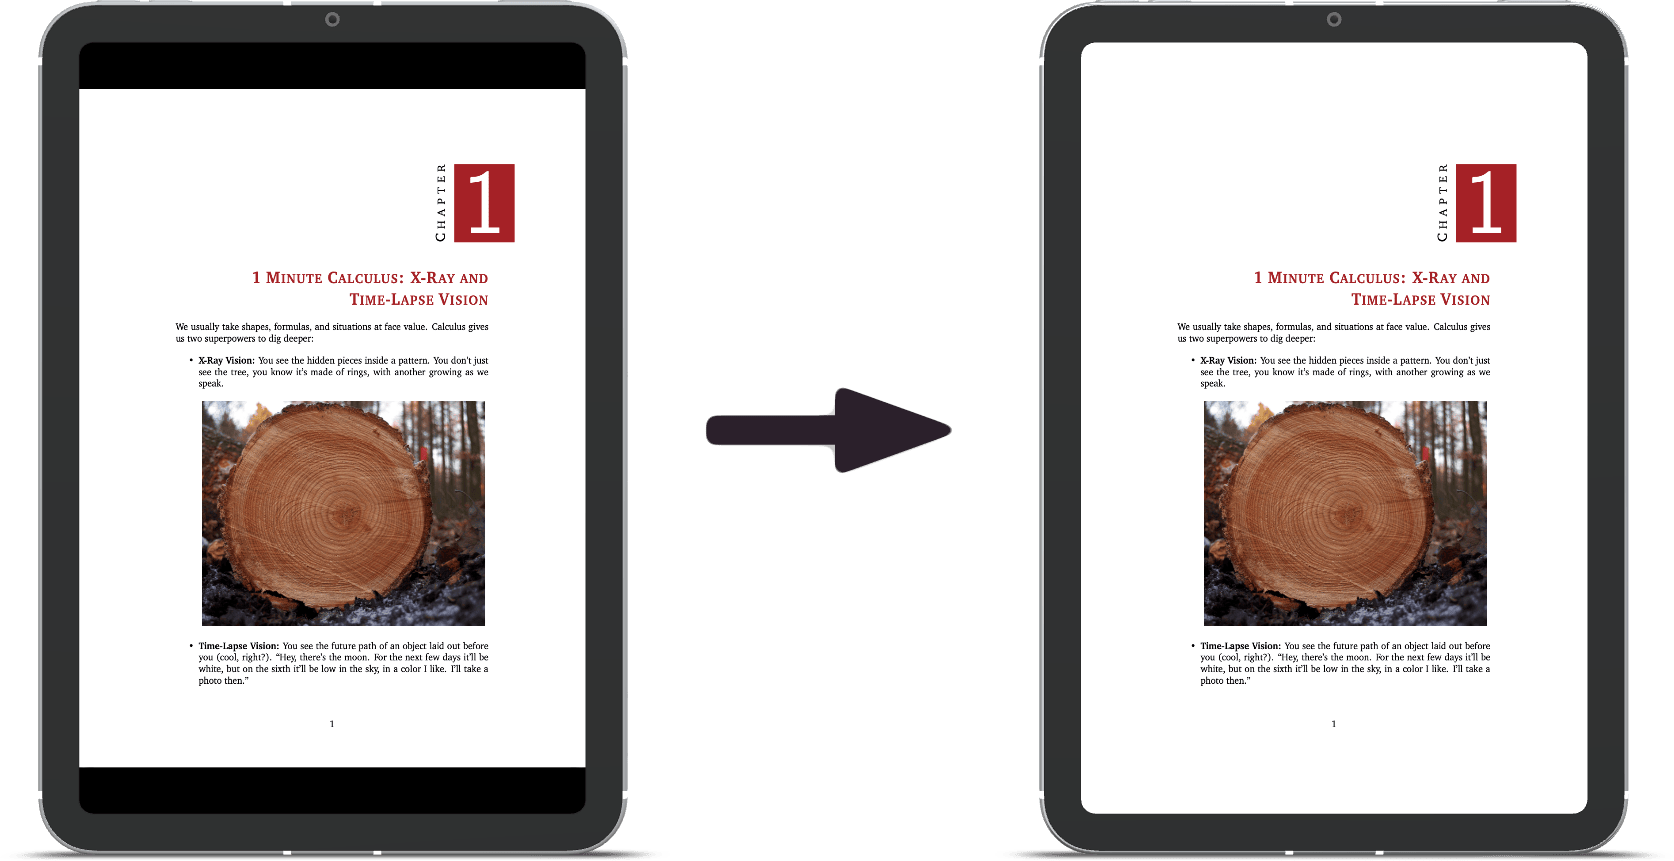 CHAPTER
1
1 MINUTE CALCULUS: X-RAY AND
TIME-LAPSE VISION
We usually take shapes, formulas, and situations at face value. Calculus gives
us two superpowers to dig deeper:
• X-Ray Vision: You see the hidden pieces inside a pattern. You don't just
see the tree, you know it's made of rings, with another growing as we
speak.
• Time-Lapse Vision: You see the future path of an object laid out before
you (cool, right?). “Hey, there's the moon. For the next few days it'll be
white, but on the sixth it'll be low in the sky, in a color I like. I'll take a
photo then.”
1
CHAPTER
1
1 MINUTE CALCULUS: X-RAY AND
TIME-LAPSE VISION
We usually take shapes, formulas, and situations at face value. Calculus gives
us two superpowers to dig deeper:
• X-Ray Vision: You see the hidden pieces inside a pattern. You don't just
see the tree, you know it's made of rings, with another growing as we
speak.
• Time-Lapse Vision: You see the future path of an object laid out before
you (cool, right?). “Hey, there's the moon. For the next few days it'll be
white, but on the sixth it'll be low in the sky, in a color I like. I'll take a
photo then.”
1